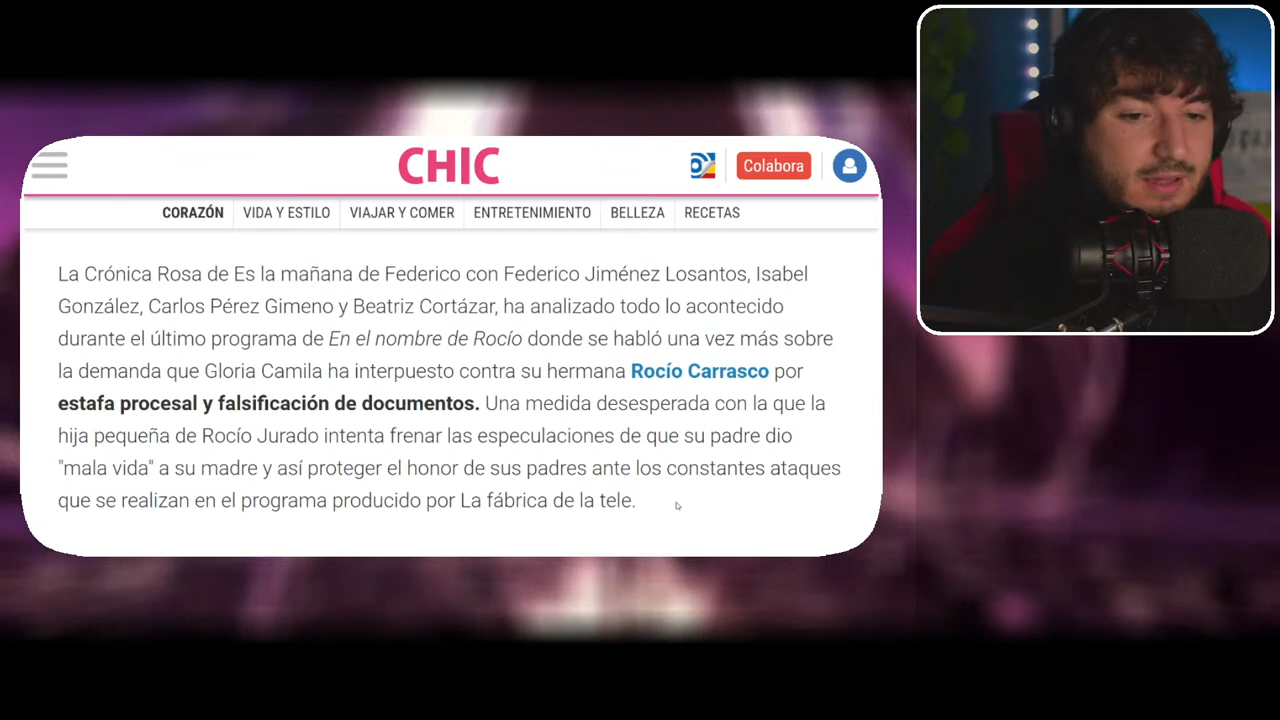 CHIC
Colabora
CORAZÓN VIDA Y ESTILO VIAJAR Y COMER ENTRETENIMIENTO BELLEZA RECETAS
La Crónica Rosa de Es la mañana de Federico con Federico Jiménez Losantos, Isabel
González, Carlos Pérez Gimeno y Beatriz Cortázar, ha analizado todo lo acontecido
durante el último programa de En el nombre de Rocío donde se habló una vez más sobre
la demanda que Gloria Camila ha interpuesto contra su hermana Rocío Carrasco por
estafa procesal y falsificación de documentos. Una medida desesperada con la que la
hija pequeña de Rocío Jurado intenta frenar las especulaciones de que su padre dio
"mala vida" a su madre y así proteger el honor de sus padres ante los constantes ataques
que se realizan en el programa producido por La fábrica de la tele.